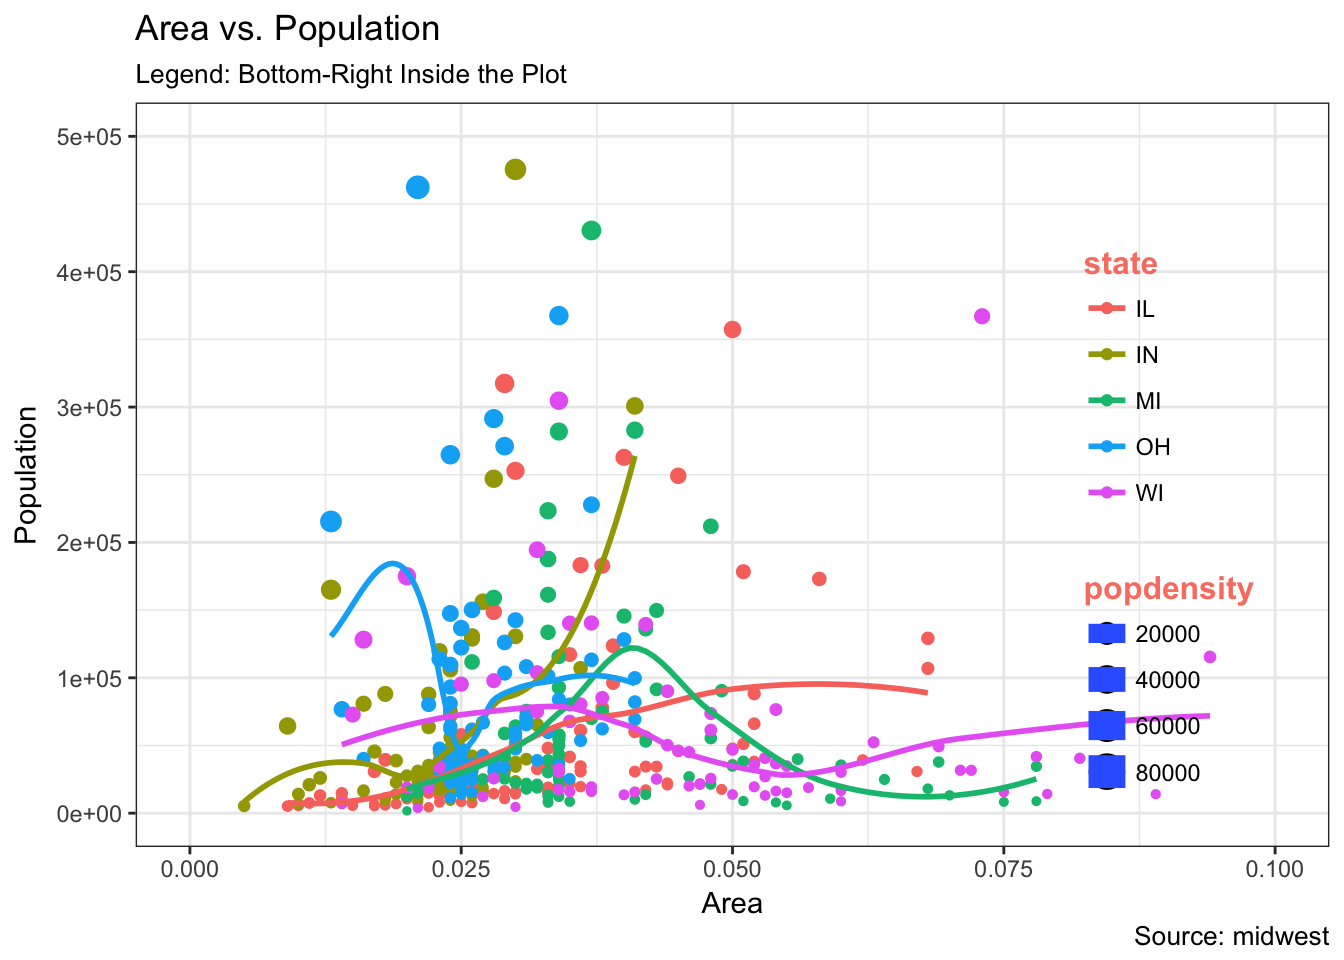 Area vs. Population
Legend: Bottom-Right Inside the Plot
5e+05
4e+05
3e+05
2e+05
1e+05
0e+00
Population
state
IL
IN
MI
OH
WI
popdensity
20000
40000
60000
80000
0.000
0.025
0.050
0.075
0.100
Area
Source: midwest